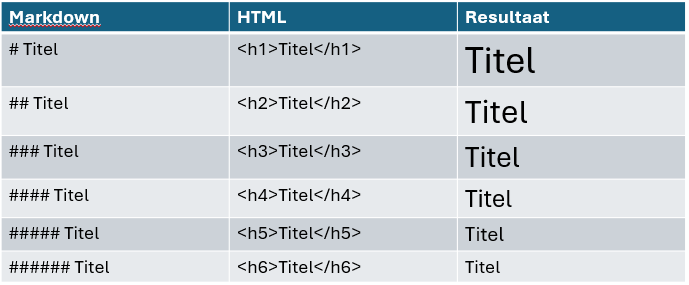 Markdown HTML Resultaat
# Titel <h1>Titel</h1> Titel
## Titel <h2>Titel</h2> Titel
### Titel <h3>Titel</h3> Titel
#### Titel <h4>Titel</h4> Titel
##### Titel <h5>Titel</h5> Titel
###### Titel <h6>Titel</h6> Titel